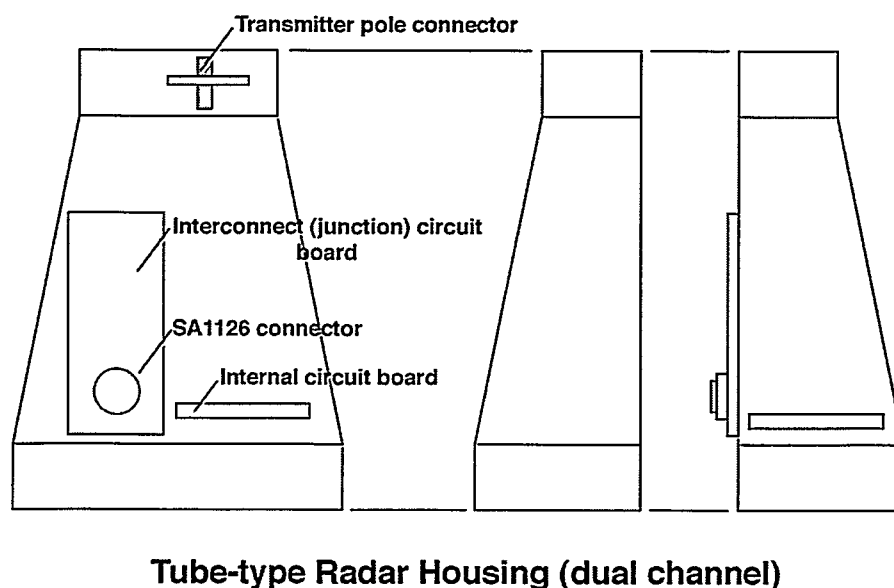 Transmitter pole connector
Interconnect (junction) circuit
board
SA1126 connector
Internal circuit board
Tube-type Radar Housing (dual channel)